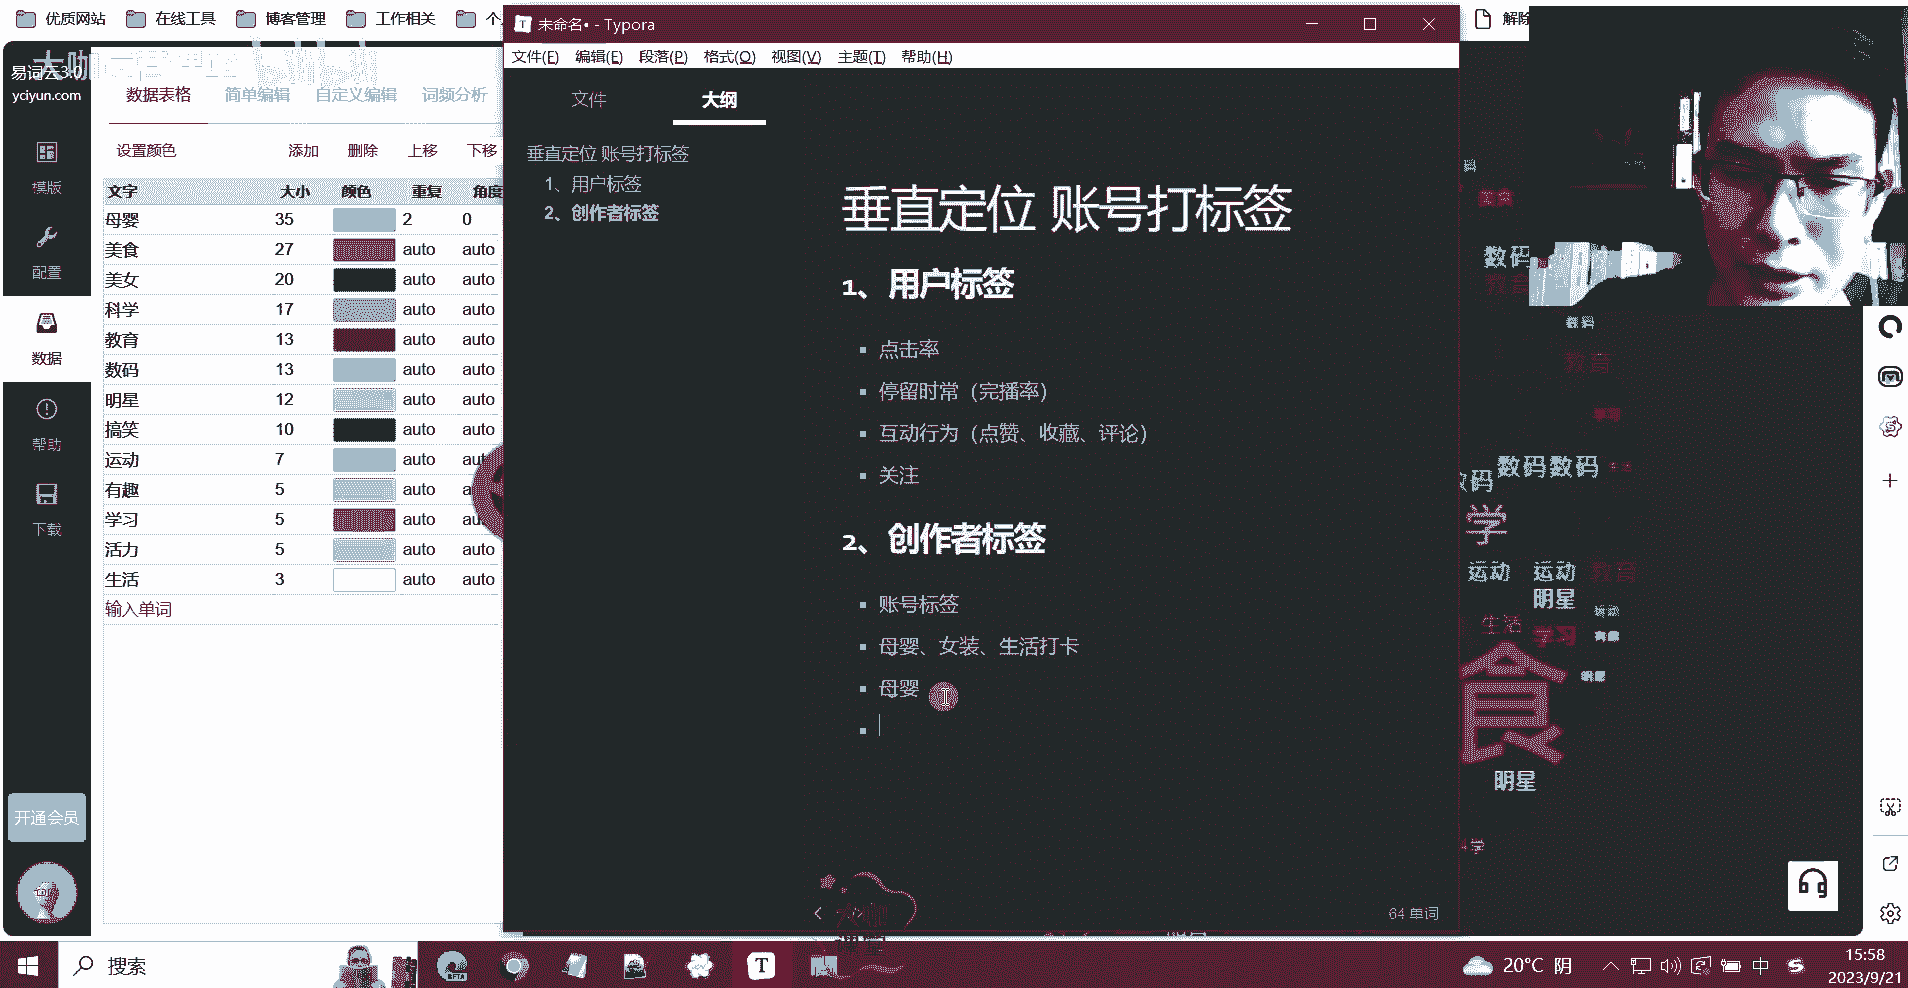 优质网站 在线工具 博客管理 工作相关
未命名• - Typora
解除
文件(F) 编辑(E) 段落(P) 格式(O) 视图(V) 主题(T) 帮助(H)
易词云3.0
yciyun.com
数据表格 简单编辑 自定义编辑 词频分析
设置颜色 添加 删除 上移 下移
文字 大小 颜色 重复 角度
母婴 35 2 0
美食 27 auto auto
美女 20 auto auto
科学 17 auto auto
教育 13 auto auto
数码 13 auto auto
明星 12 auto auto
搞笑 10 auto auto
运动 7 auto
有趣 5 auto
学习 5 auto
活力 5 auto auto
生活 3 auto auto
输入单词
模版
配置
数据
帮助
下载
开通会员
文件 大纲
垂直定位 账号打标签
1、用户标签
2、创作者标签
垂直定位 账号打标签
1、用户标签
点击率
停留时常（完播率）
互动行为（点赞、收藏、评论）
关注
2、创作者标签
账号标签
母婴、女装、生活打卡
母婴
64 单词
数码
教育
数码
教育
数码数码
学
运动 运动 教育
明星
生活 学习
食
明星
搜索
20°C 阴
中
15:58
2023/9/21